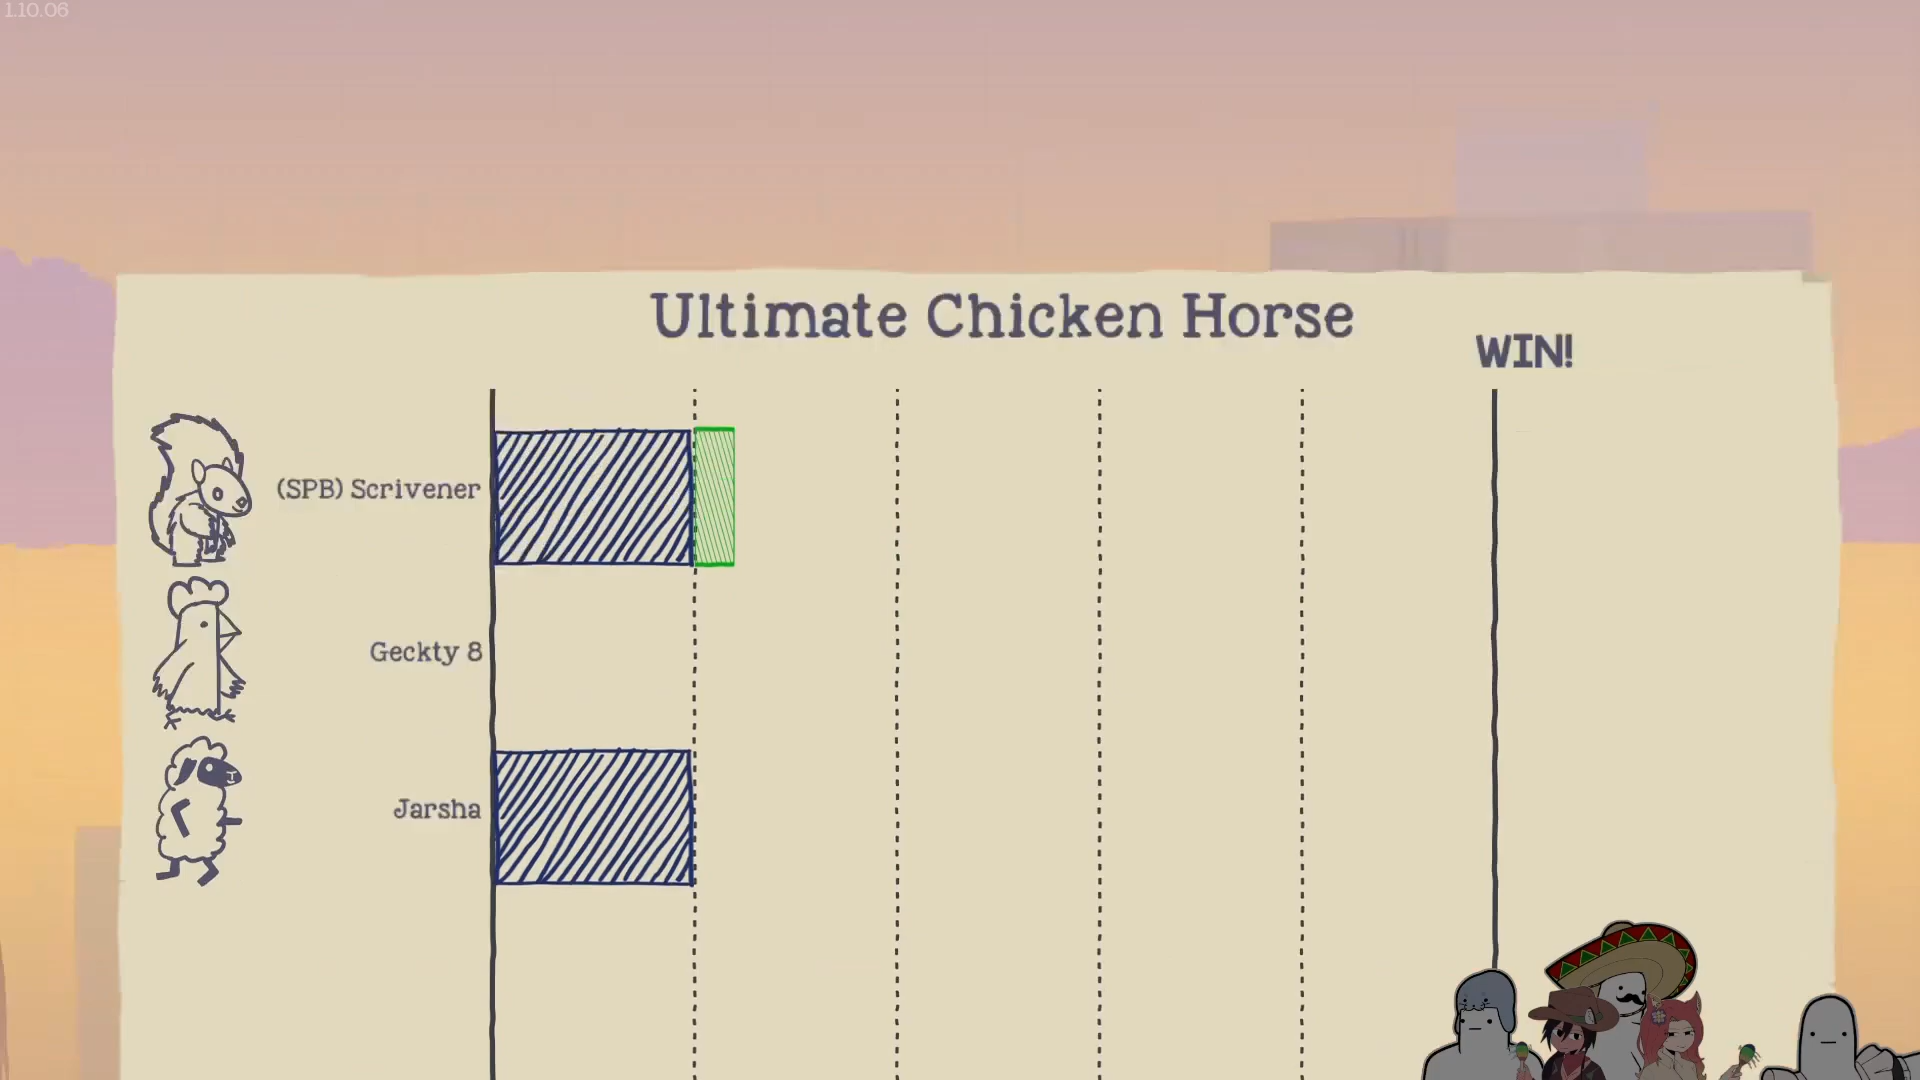 1.10.06
Ultimate Chicken Horse
WIN!
(SPB) Scrivener
Geckty 8
Jarsha